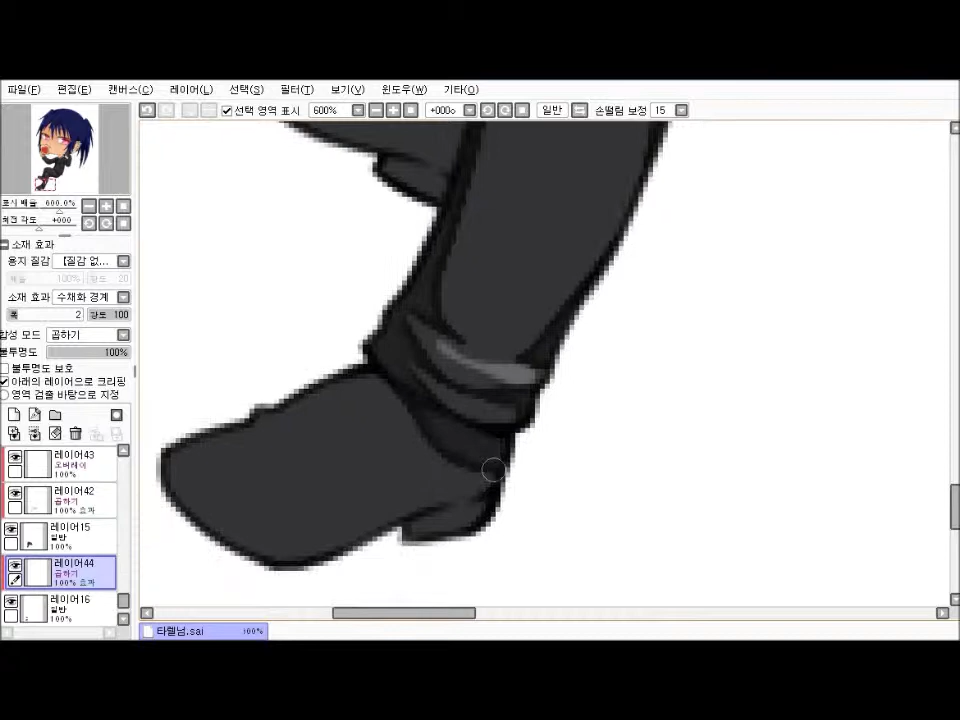 파일(F) 편집(E) 캔버스(C) 레이어(L) 선택(S) 필터(T) 보기(V) 윈도우(W) 기타(O)
선택 영역 표시 600% +000 일반 손떨림 보정 15
표시 배율 600.0%
회전 각도 +000
소재 효과
용지 질감 【질감 없...
배율 100% 강도 20
소재 효과 수채화 경계
폭 2 강도 100
합성 모드 곱하기
불투명도 100%
불투명도 보호
아래의 레이어으로 크리핑
영역 검출 바탕으로 지정
레이어43
오버레이
100%
레이어42
곱하기
100% 효과
레이어15
일반
100%
레이어44
곱하기
100% 효과
레이어16
일반
100%
타렐넘.sai 100%